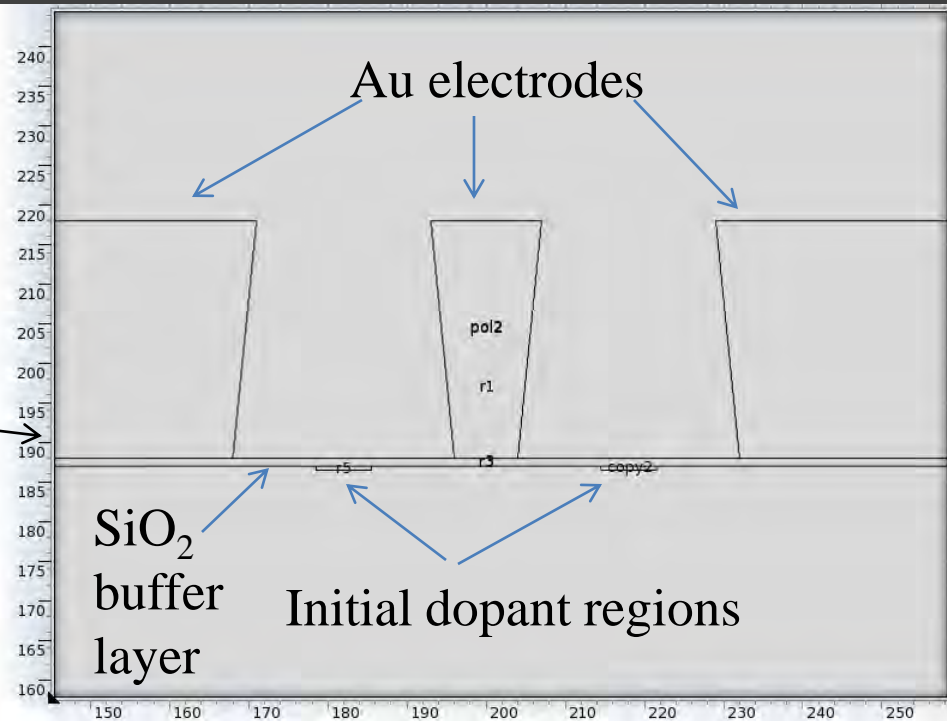 240
Au electrodes
235
230
225
220
215
210
205
pol2
200
r1
195
190
r3
r5
copy2
185
SiO₂
180
buffer
175
Initial dopant regions
170
layer
165
160
150 160 170 180 190 200 210 220 230 240 250